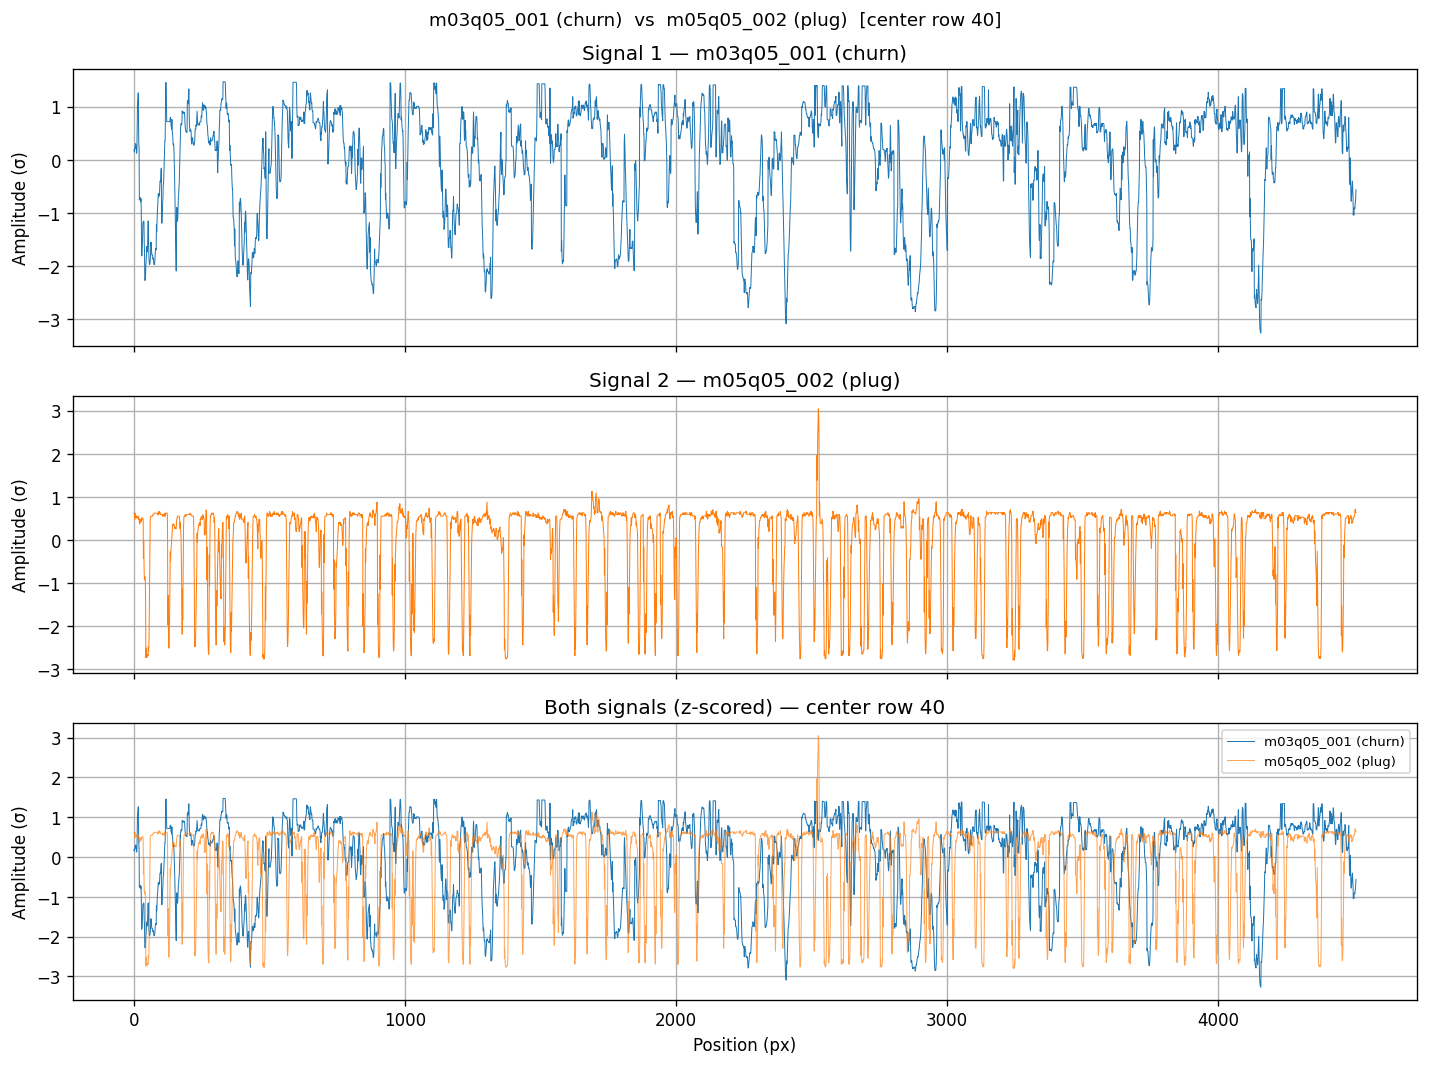 m03q05_001 (churn)  vs  m05q05_002 (plug)  [center row 40]
Signal 1 — m03q05_001 (churn)
Amplitude (σ)
1
0
−1
−2
−3
Signal 2 — m05q05_002 (plug)
Amplitude (σ)
3
2
1
0
−1
−2
−3
Both signals (z-scored) — center row 40
Amplitude (σ)
3
2
1
0
−1
−2
−3
m03q05_001 (churn)
m05q05_002 (plug)
0 1000 2000 3000 4000
Position (px)